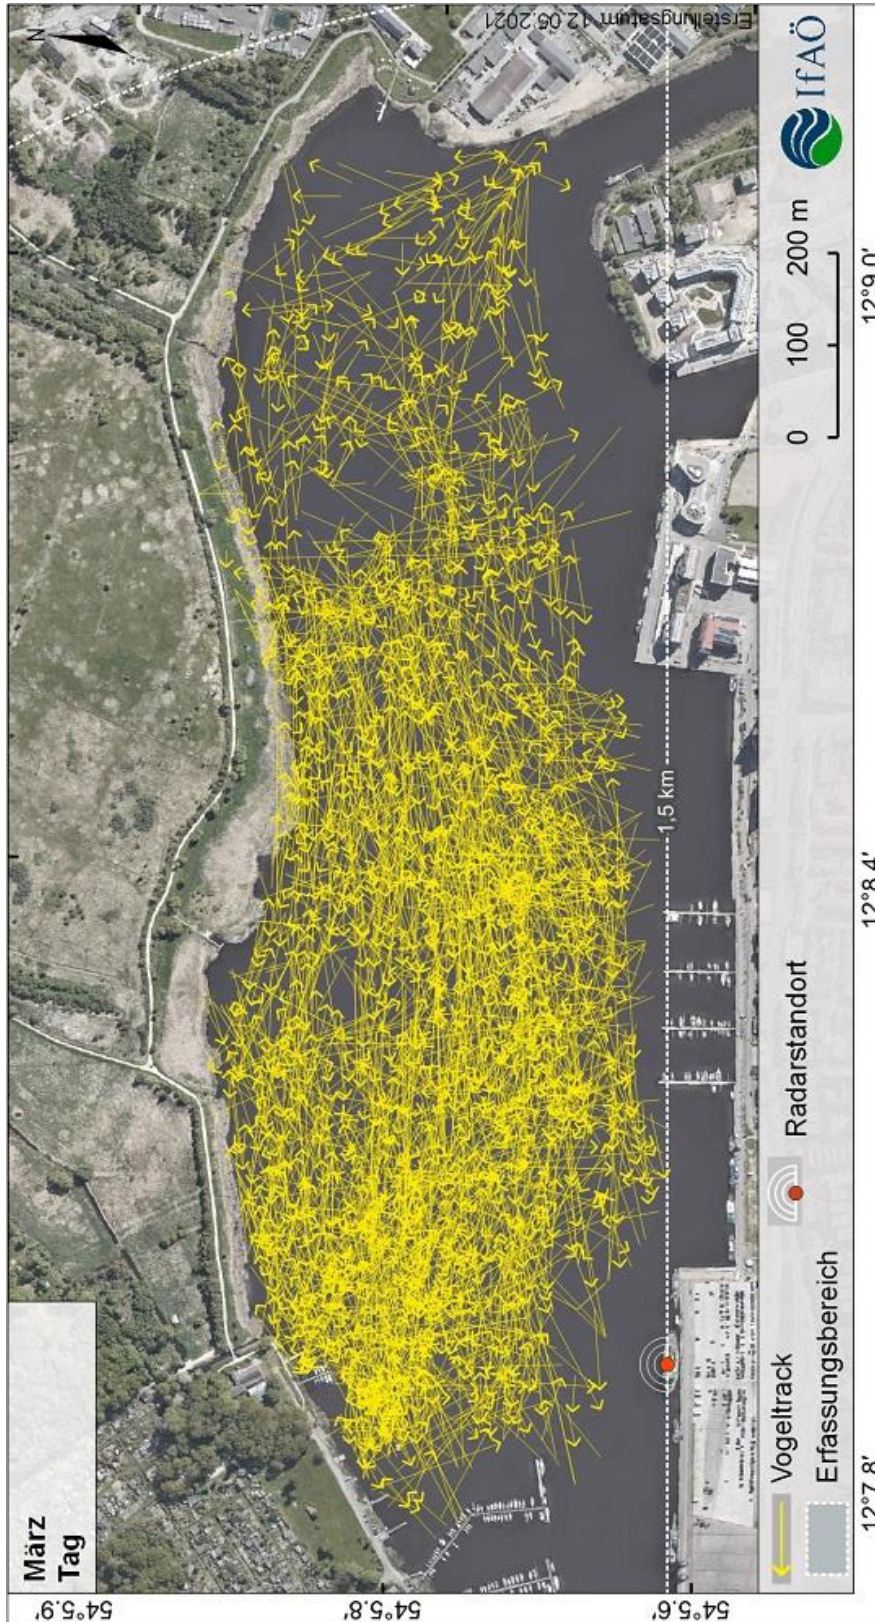 März
Tag
N
Erstellungsatum: 12.05.2021
1,5 km
Vogeltrack
Radarstandort
Erfassungsbereich
0
100
200 m
IfAÖ
54°5.9'
54°5.8'
54°5.6'
12°7.8'
12°8.4'
12°9.0'